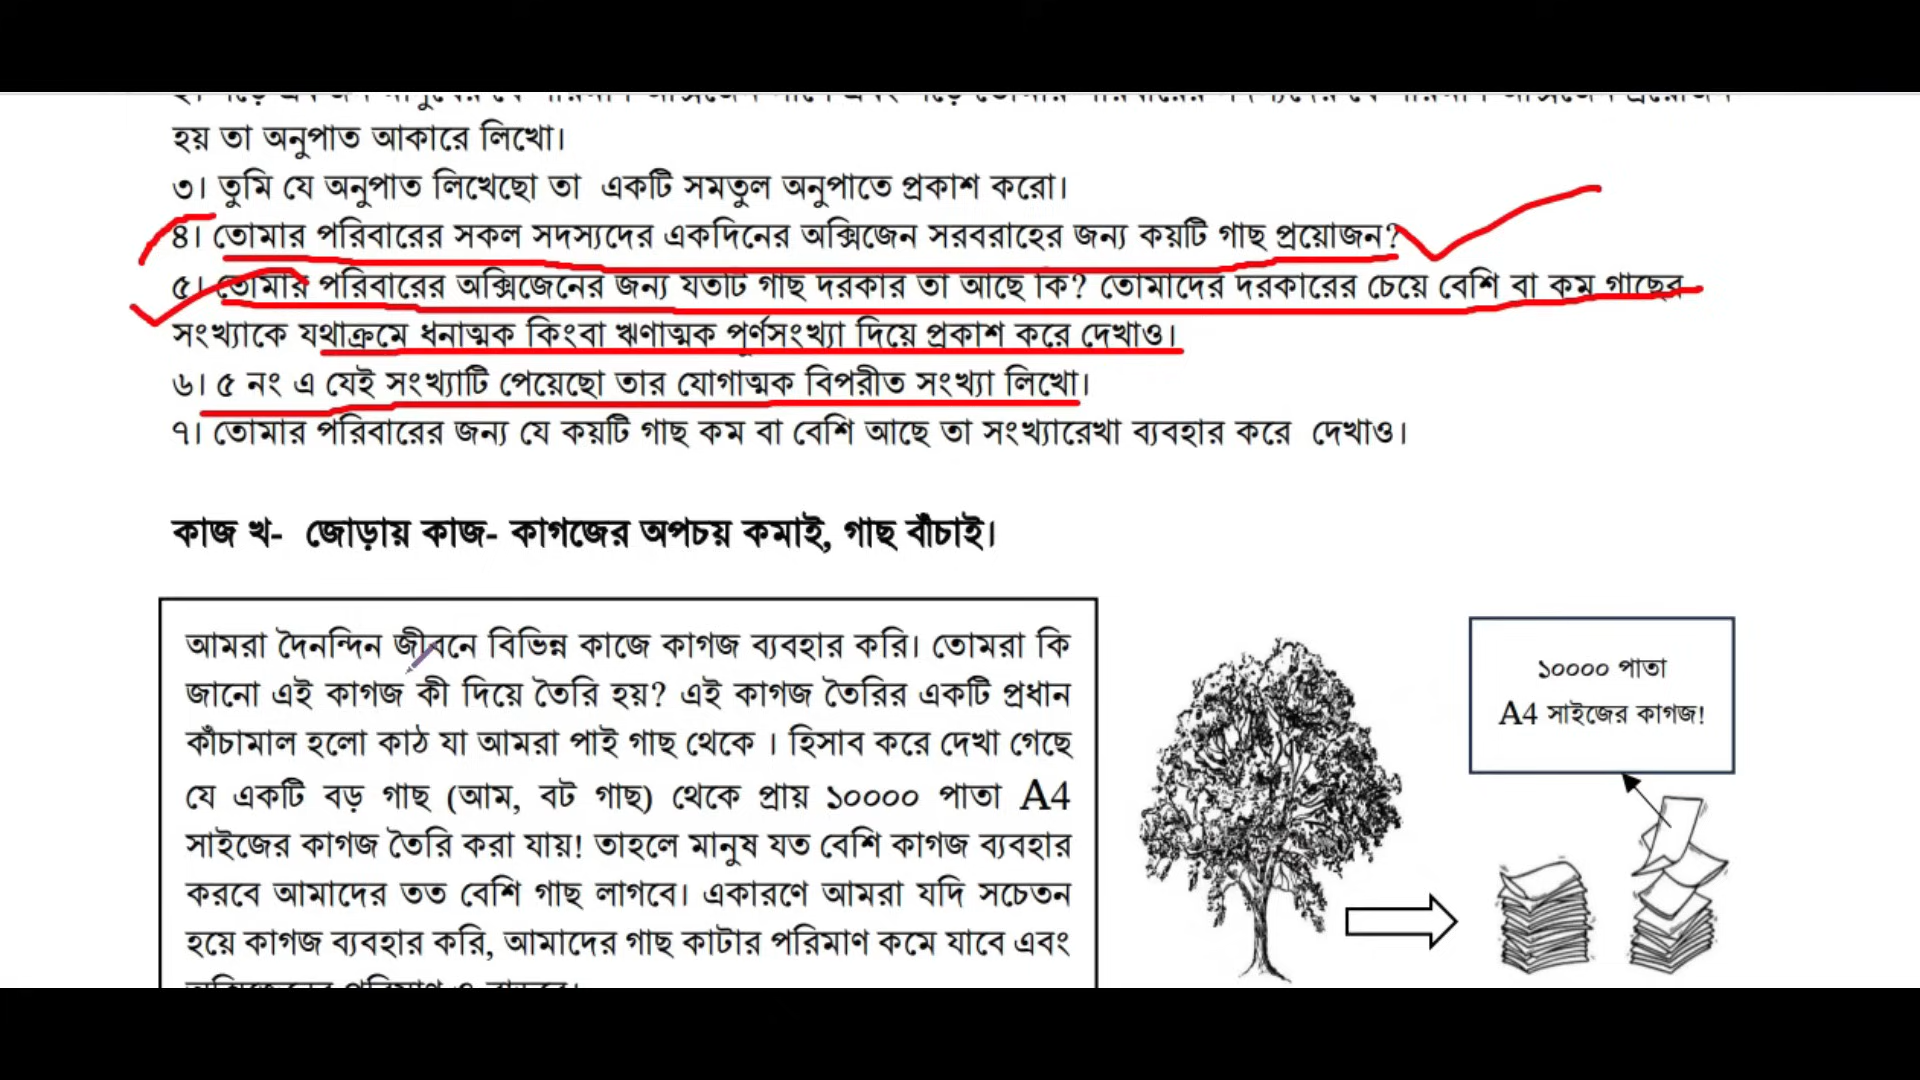 হয় তা অনুপাত আকারে লিখো।
৩। তুমি যে অনুপাত লিখেছো তা একটি সমতুল অনুপাতে প্রকাশ করো।
৪। তোমার পরিবারের সকল সদস্যদের একদিনের অক্সিজেন সরবরাহের জন্য কয়টি গাছ প্রয়োজন?
৫। তোমার পরিবারের অক্সিজেনের জন্য যতটি গাছ দরকার তা আছে কি? তোমাদের দরকারের চেয়ে বেশি বা কম গাছের
সংখ্যাকে যথাক্রমে ধনাত্মক কিংবা ঋণাত্মক পূর্ণসংখ্যা দিয়ে প্রকাশ করে দেখাও।
৬। ৫ নং এ যেই সংখ্যাটি পেয়েছো তার যোগাত্মক বিপরীত সংখ্যা লিখো।
৭। তোমার পরিবারের জন্য যে কয়টি গাছ কম বা বেশি আছে তা সংখ্যারেখা ব্যবহার করে দেখাও।
কাজ খ- জোড়ায় কাজ- কাগজের অপচয় কমাই, গাছ বাঁচাই।
আমরা দৈনন্দিন জীবনে বিভিন্ন কাজে কাগজ ব্যবহার করি। তোমরা কি
জানো এই কাগজ কী দিয়ে তৈরি হয়? এই কাগজ তৈরির একটি প্রধান
কাঁচামাল হলো কাঠ যা আমরা পাই গাছ থেকে । হিসাব করে দেখা গেছে
যে একটি বড় গাছ (আম, বট গাছ) থেকে প্রায় ১০০০০ পাতা A4
সাইজের কাগজ তৈরি করা যায়! তাহলে মানুষ যত বেশি কাগজ ব্যবহার
করবে আমাদের তত বেশি গাছ লাগবে। একারণে আমরা যদি সচেতন
হয়ে কাগজ ব্যবহার করি, আমাদের গাছ কাটার পরিমাণ কমে যাবে এবং
১০০০০ পাতা
A4 সাইজের কাগজ!